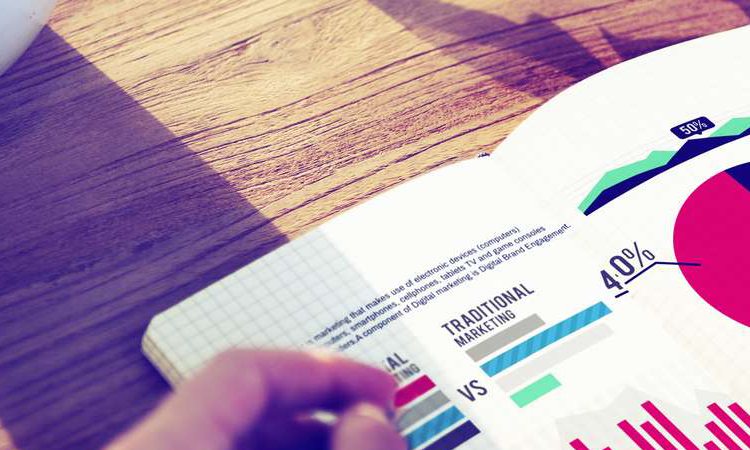 marketing that makes use of electronic devices (computers)
smartphones, cellphones, tablets TV and game consoles
A component of Digital marketing is Digital Brand Engagement.
50%
40%
TRADITIONAL
MARKETING
VS